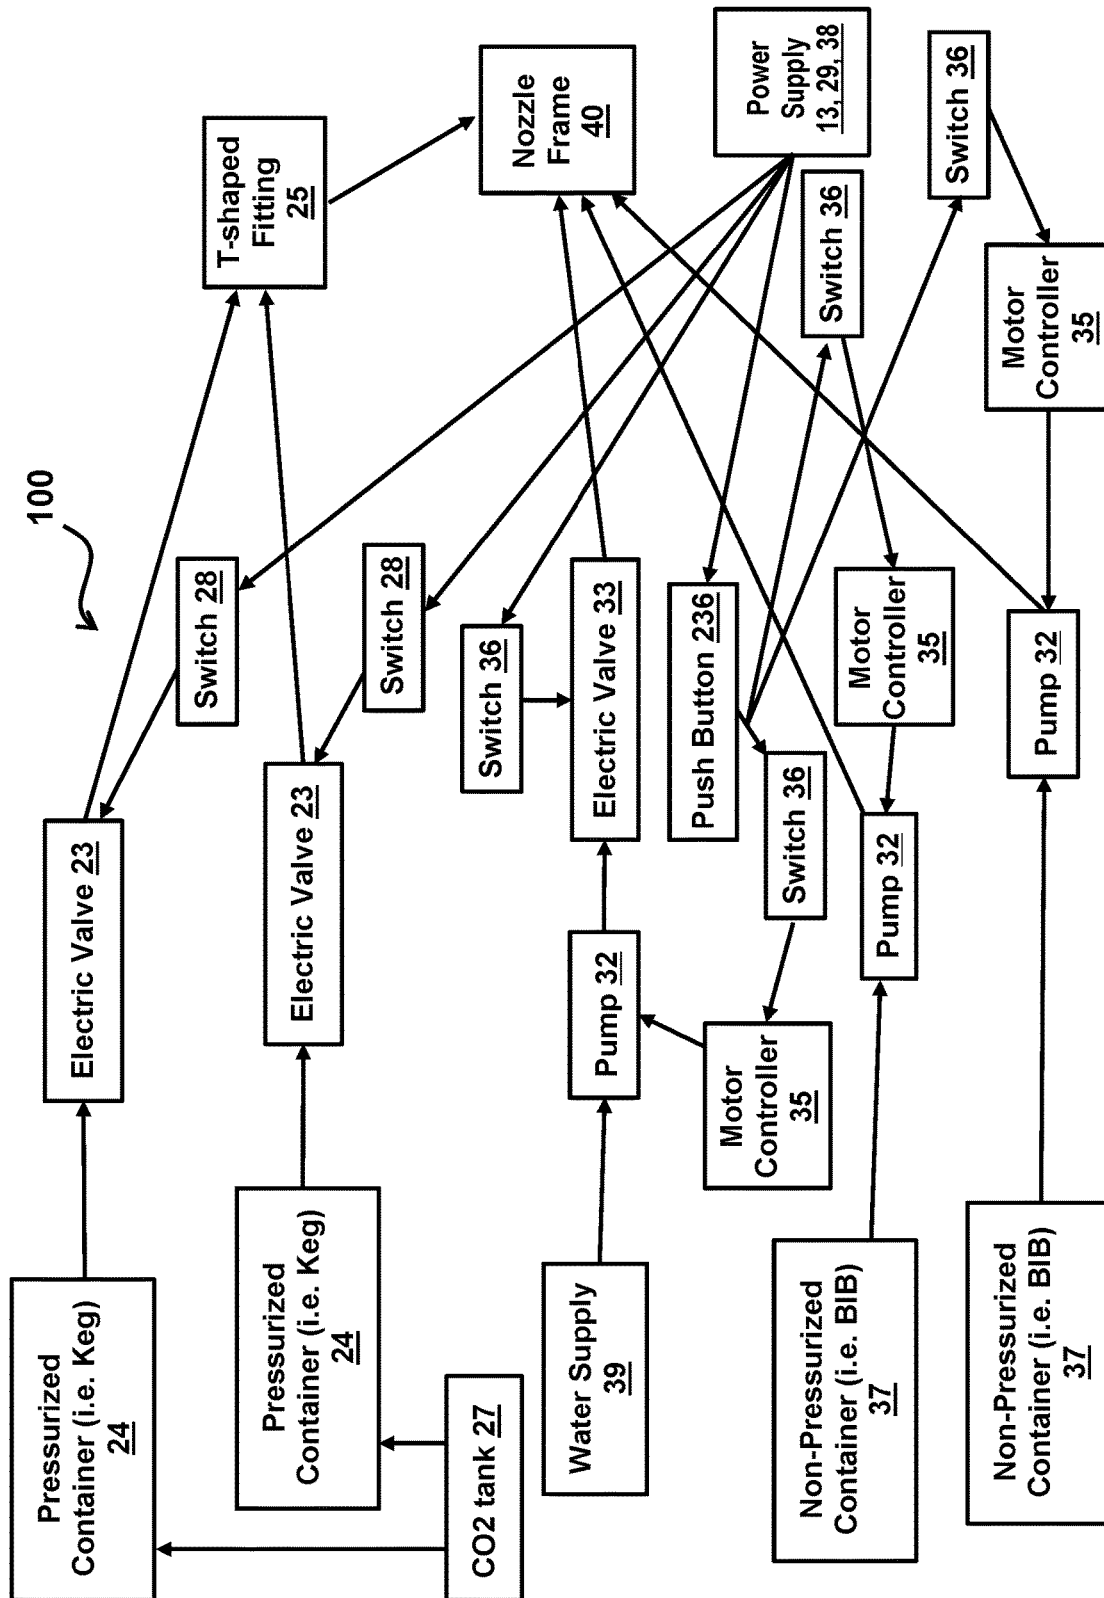 100
Pressurized
Container (i.e. Keg)
24
Electric Valve 23
Switch 28
T-shaped
Fitting
25
Pressurized
Container (i.e. Keg)
24
Electric Valve 23
Switch 28
Nozzle
Frame
40
CO2 tank 27
Switch 36
Water Supply
39
Pump 32
Electric Valve 33
Push Button 236
Power
Supply
13, 29, 38
Motor
Controller
35
Switch 36
Switch 36
Non-Pressurized
Container (i.e. BIB)
37
Pump 32
Motor
Controller
35
Switch 36
Non-Pressurized
Container (i.e. BIB)
37
Pump 32
Motor
Controller
35